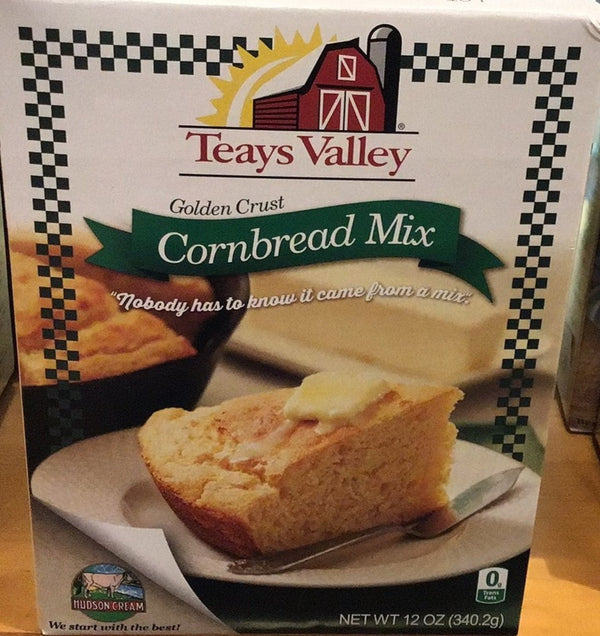 Teays Valley
®
Golden Crust
Cornbread Mix
"Nobody has to know it came from a mix."
0g
Trans
Fats
HUDSON CREAM
We start with the best!
NET WT 12 OZ (340.2g)